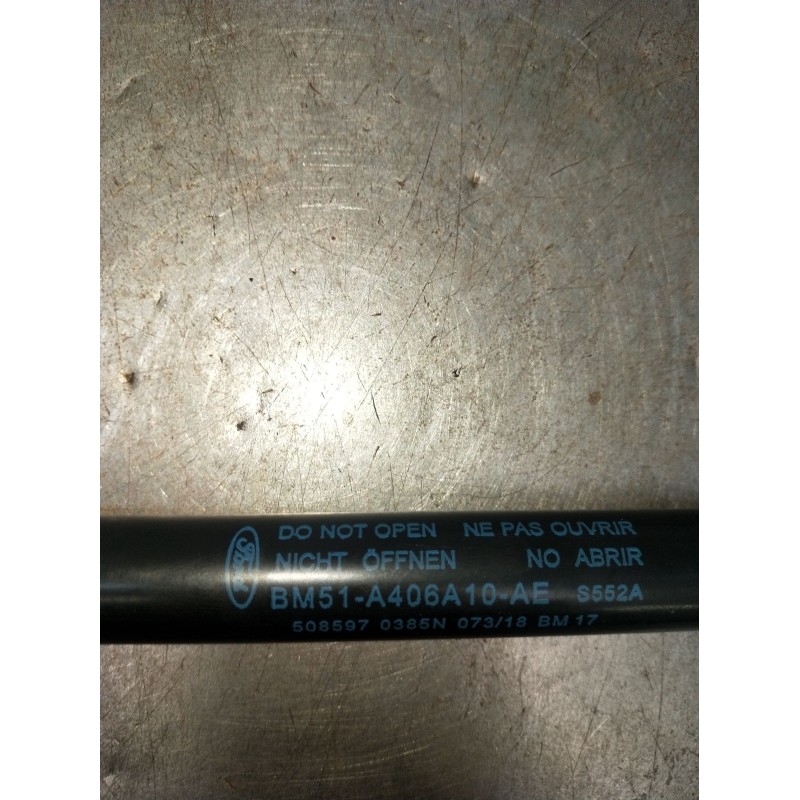 Ford
DO NOT OPEN NE PAS OUVRIR
NICHT ÖFFNEN NO ABRIR
BM51-A406A10-AE S552A
508597 0385N 073/18 BM 17